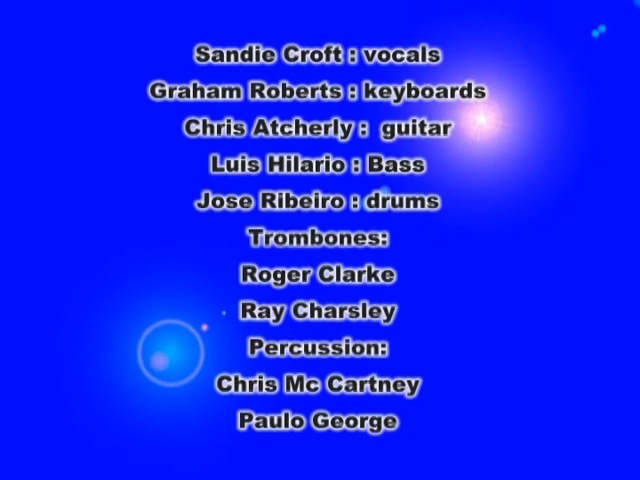 Sandie Croft : vocals
Graham Roberts : keyboards
Chris Atcherly :  guitar
Luis Hilario : Bass
Jose Ribeiro : drums
Trombones:
Roger Clarke
Ray Charsley
Percussion:
Chris Mc Cartney
Paulo George